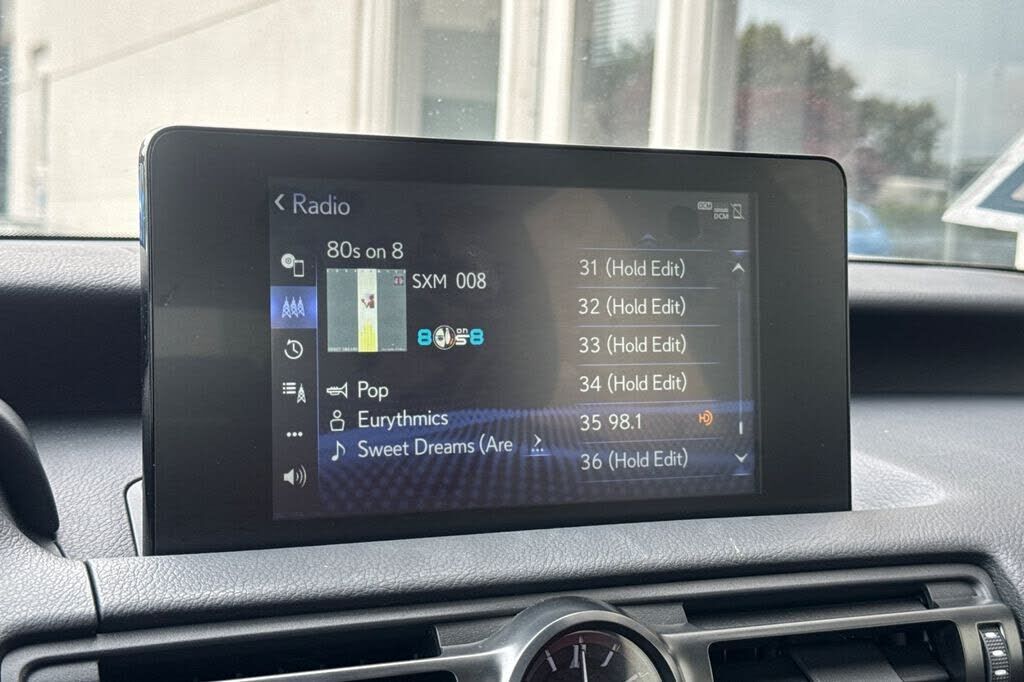 Radio
DCM
80s on 8
SXM 008
8 on 8
Pop
Eurythmics
Sweet Dreams (Are
31 (Hold Edit)
32 (Hold Edit)
33 (Hold Edit)
34 (Hold Edit)
35 98.1
36 (Hold Edit)